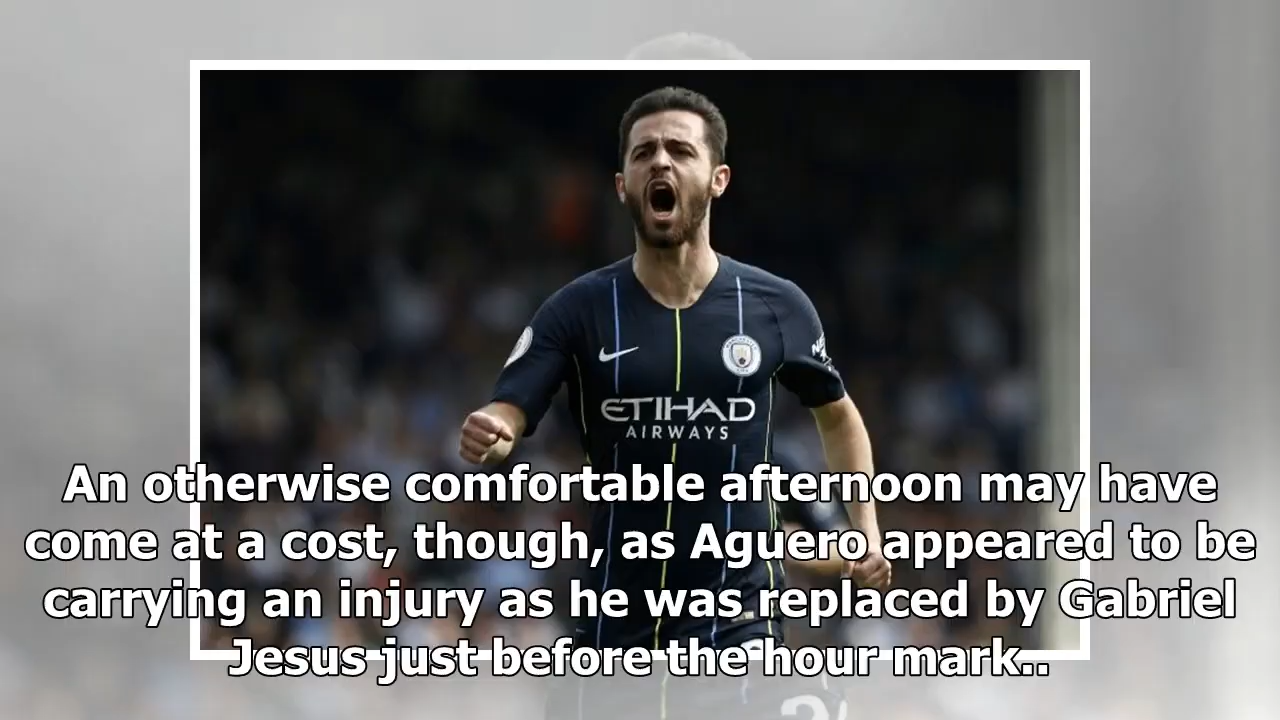 ETIHAD
AIRWAYS
An otherwise comfortable afternoon may have
come at a cost, though, as Aguero appeared to be
carrying an injury as he was replaced by Gabriel
Jesus just before the hour mark..